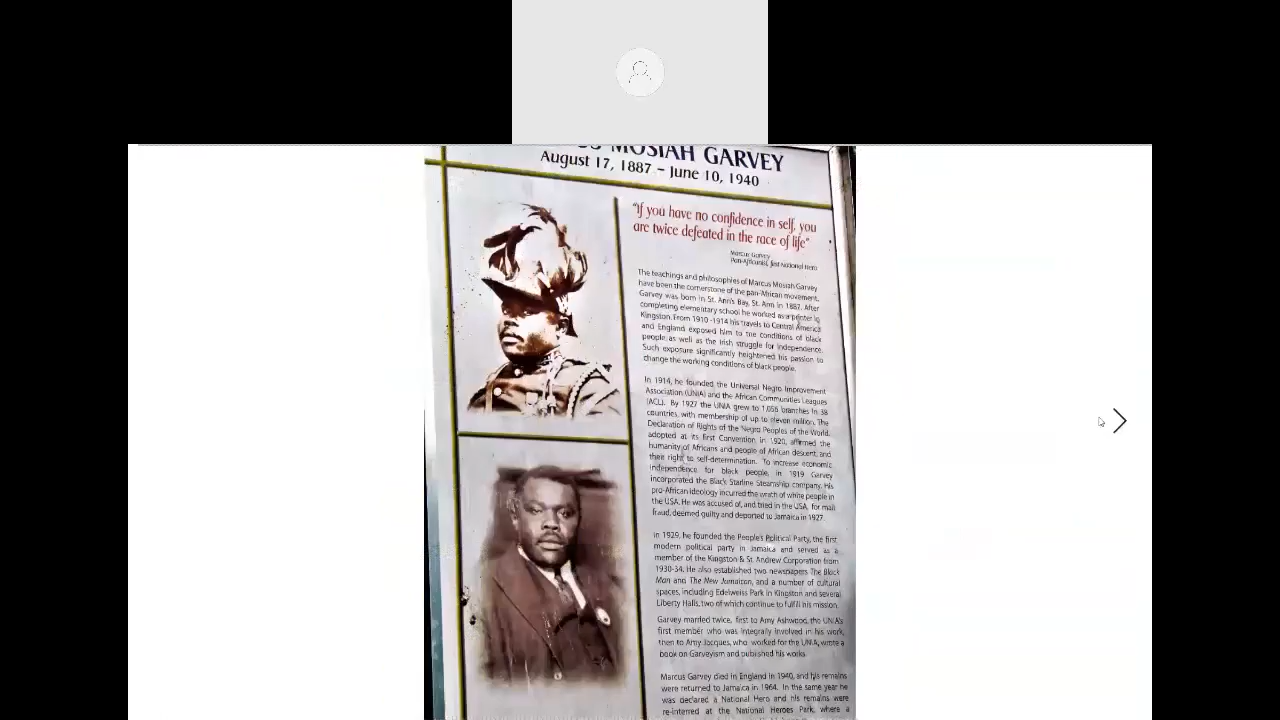 MOSIAH GARVEY
August 17, 1887 – June 10, 1940
"If you have no confidence in self, you
are twice defeated in the race of life"
Marcus Garvey
Pan-Africanist, first National Hero
The teachings and philosophies of Marcus Mosiah Garvey
have been the cornerstone of the pan-African movement.
Garvey was born in St. Ann's Bay, St. Ann in 1887. After
completing elementary school he worked as a printer in
Kingston. From 1910 -1914 his travels to Central America
and England exposed him to the conditions of black
people, as well as the Irish struggle for independence.
Such exposure significantly heightened his passion to
change the working conditions of black people.
In 1914, he founded the Universal Negro Improvement
Association (UNIA) and the African Communities Leagues
(ACL). By 1927 the UNIA grew to 1,056 branches in 38
countries, with membership of up to eleven million. The
Declaration of Rights of the Negro Peoples of the World,
adopted at its first Convention in 1920, affirmed the
humanity of Africans and people of African descent, and
their right to self-determination. To increase economic
independence for black people, in 1919 Garvey
incorporated the Black Starline Steamship company. His
pro-African ideology incurred the wrath of white people in
the USA. He was accused of, and tried in the USA, for mail
fraud, deemed guilty and deported to Jamaica in 1927.
In 1929, he founded the People's Political Party, the first
modern political party in Jamaica and served as a
member of the Kingston & St. Andrew Corporation from
1930-34. He also established two newspapers The Black
Man and The New Jamaican, and a number of cultural
spaces, including Edelweiss Park in Kingston and several
Liberty Halls, two of which continue to fulfil his mission.
Garvey married twice, first to Amy Ashwood, the UNIA's
first member who was integrally involved in his work,
then to Amy Jacques, who worked for the UNIA, wrote a
book on Garveyism and published his works.
Marcus Garvey died in England in 1940, and his remains
were returned to Jamaica in 1964. In the same year he
was declared a National Hero and his remains were
re-interred at the National Heroes Park, where a